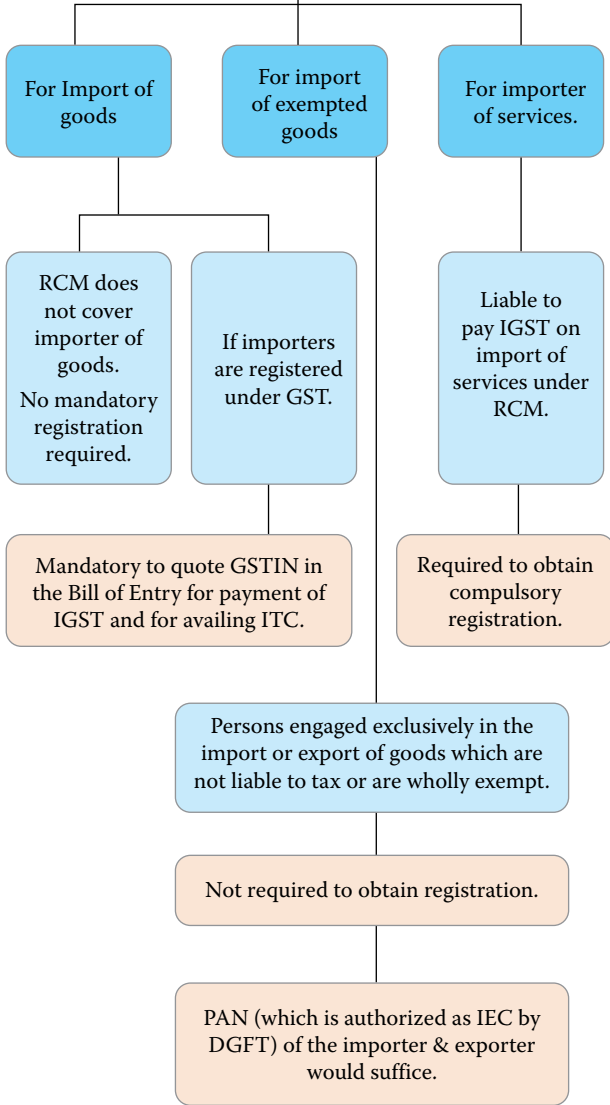 For Import of
goods
For import
of exempted
goods
For importer
of services.
RCM does
not cover
importer of
goods.
No mandatory
registration
required.
If importers
are registered
under GST.
Liable to
pay IGST on
import of
services under
RCM.
Mandatory to quote GSTIN in
the Bill of Entry for payment of
IGST and for availing ITC.
Required to obtain
compulsory
registration.
Persons engaged exclusively in the
import or export of goods which are
not liable to tax or are wholly exempt.
Not required to obtain registration.
PAN (which is authorized as IEC by
DGFT) of the importer & exporter
would suffice.